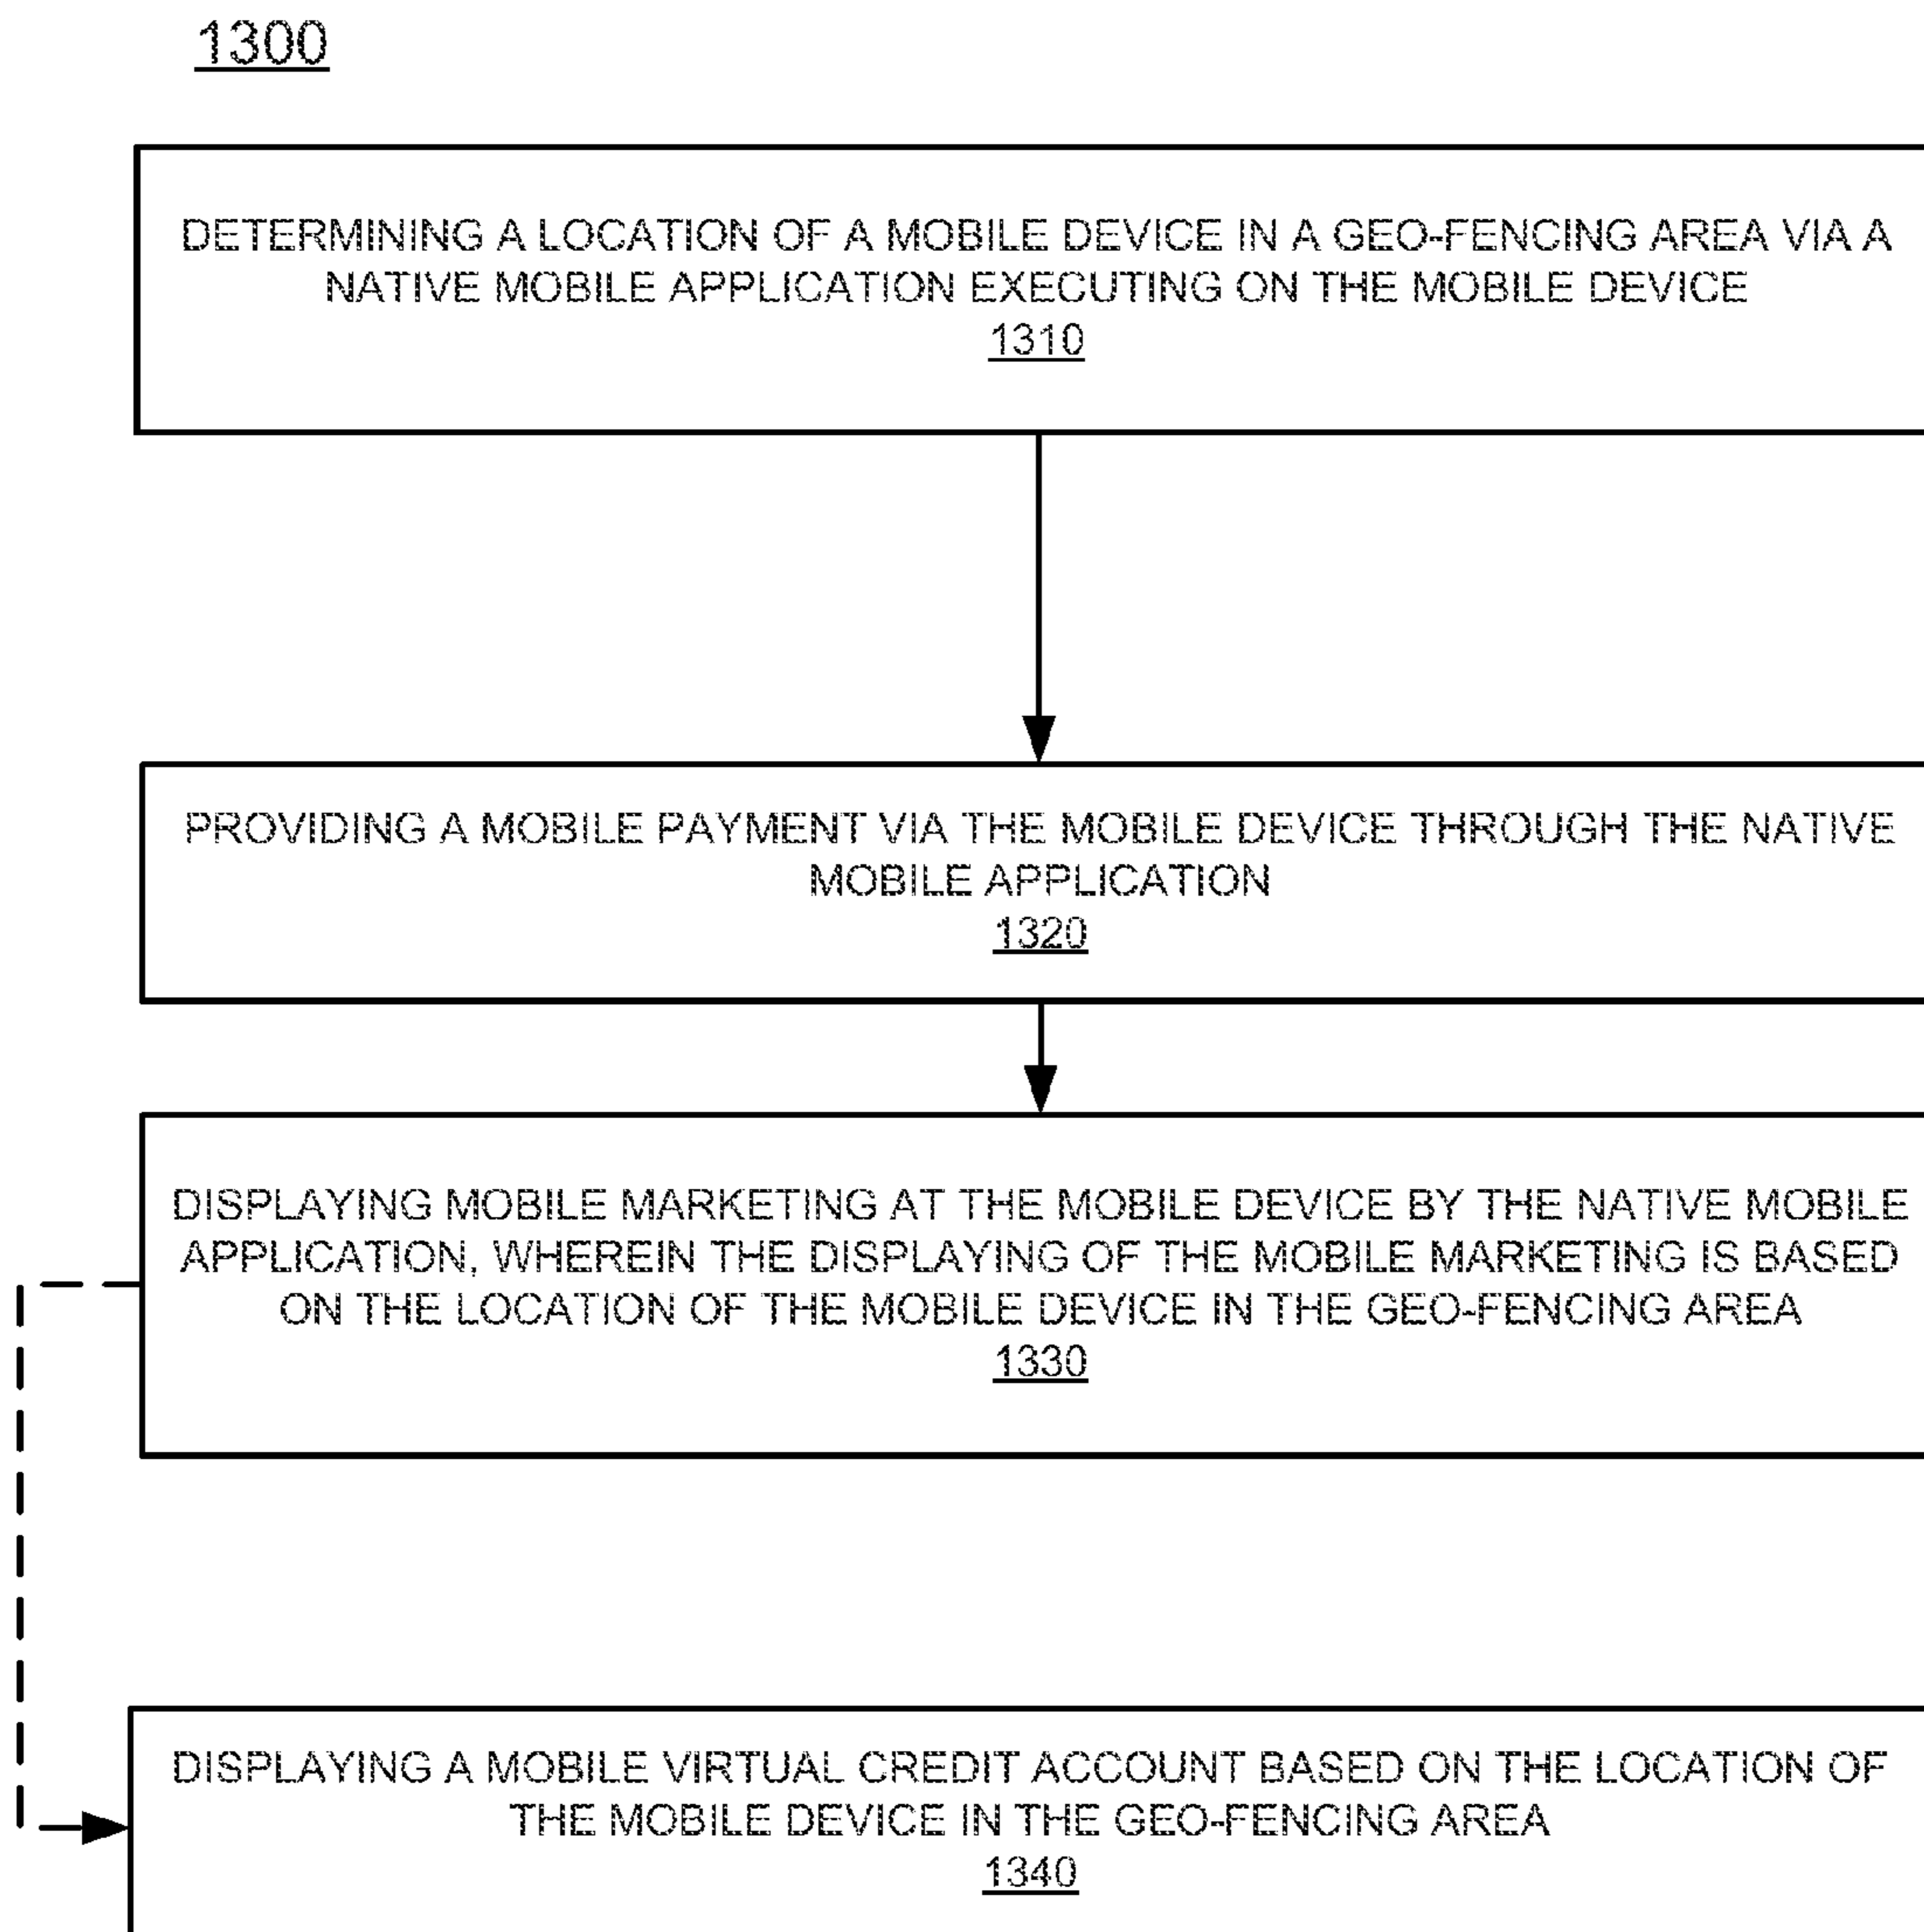 1300
DETERMINING A LOCATION OF A MOBILE DEVICE IN A GEO-FENCING AREA VIA A
NATIVE MOBILE APPLICATION EXECUTING ON THE MOBILE DEVICE
1310
PROVIDING A MOBILE PAYMENT VIA THE MOBILE DEVICE THROUGH THE NATIVE
MOBILE APPLICATION
1320
DISPLAYING MOBILE MARKETING AT THE MOBILE DEVICE BY THE NATIVE MOBILE
APPLICATION, WHEREIN THE DISPLAYING OF THE MOBILE MARKETING IS BASED
ON THE LOCATION OF THE MOBILE DEVICE IN THE GEO-FENCING AREA
1330
DISPLAYING A MOBILE VIRTUAL CREDIT ACCOUNT BASED ON THE LOCATION OF
THE MOBILE DEVICE IN THE GEO-FENCING AREA
1340